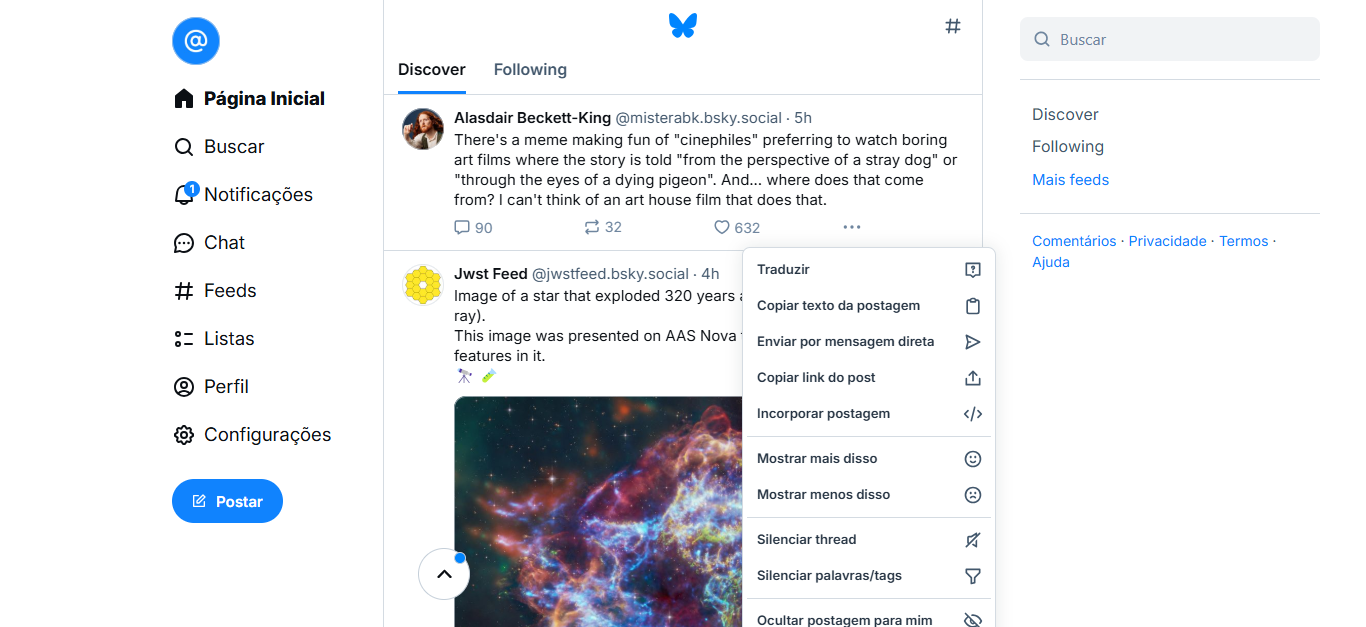 @
Página Inicial
Buscar
1
Notificações
Chat
Feeds
Listas
Perfil
Configurações
Postar
Discover
Following
Alasdair Beckett-King @misterabk.bsky.social · 5h
There's a meme making fun of "cinephiles" preferring to watch boring
art films where the story is told "from the perspective of a stray dog" or
"through the eyes of a dying pigeon". And... where does that come
from? I can't think of an art house film that does that.
90
32
632
Jwst Feed @jwstfeed.bsky.social · 4h
Image of a star that exploded 320 years
ray).
This image was presented on AAS Nova
features in it.
Traduzir
Copiar texto da postagem
Enviar por mensagem direta
Copiar link do post
Incorporar postagem
Mostrar mais disso
Mostrar menos disso
Silenciar thread
Silenciar palavras/tags
Ocultar postagem para mim
Buscar
Discover
Following
Mais feeds
Comentários · Privacidade · Termos ·
Ajuda